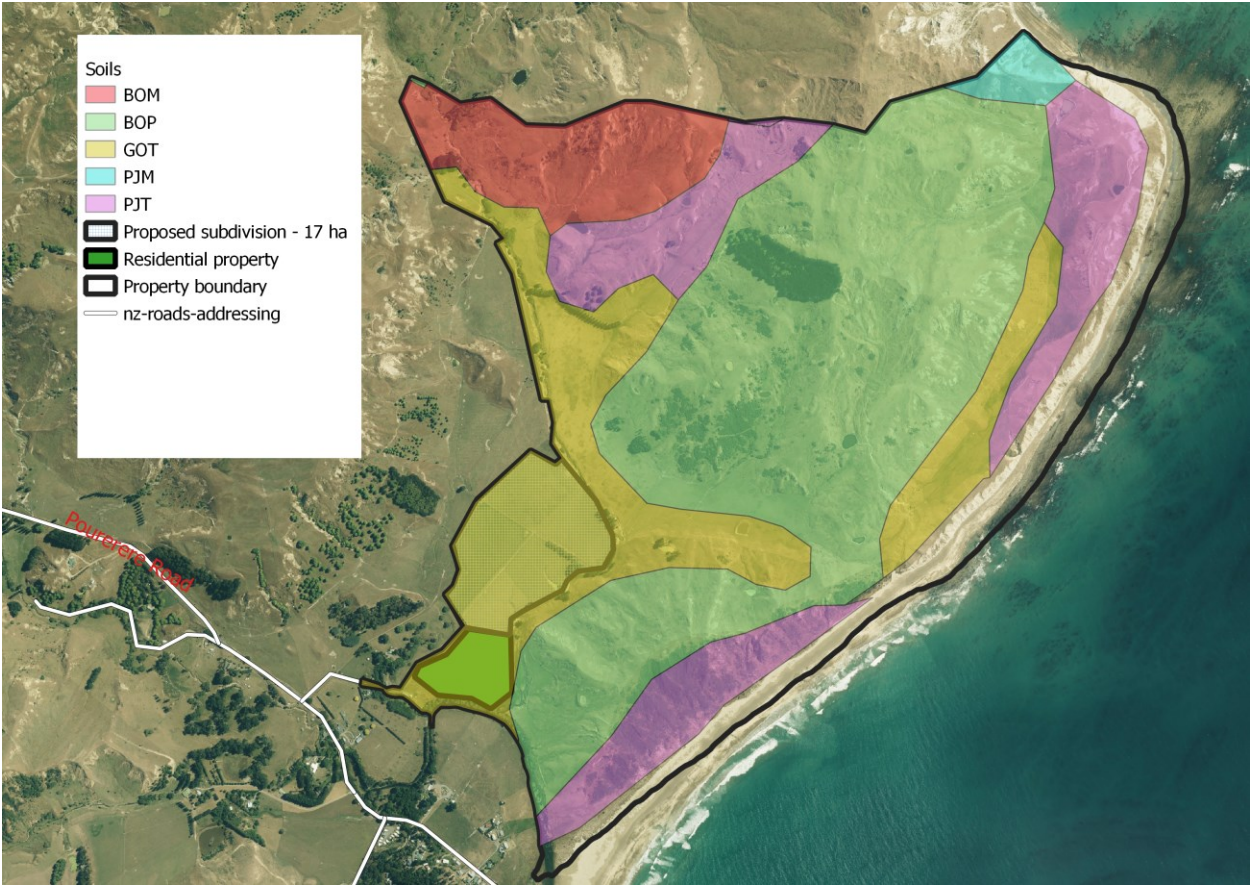 Soils
BOM
BOP
GOT
PJM
PJT
Proposed subdivision - 17 ha
Residential property
Property boundary
nz-roads-addressing
Pourerere Road